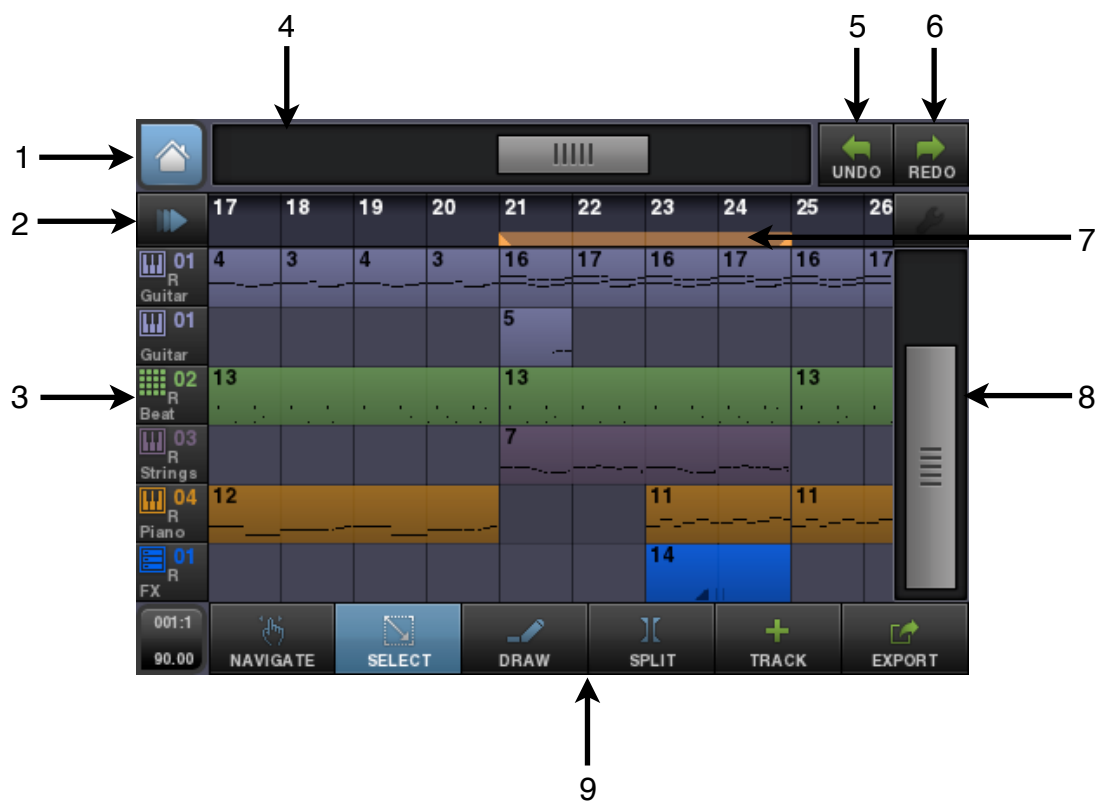 4 5 6
1
UNDO REDO
2
17 18 19 20 21 22 23 24 25 26
7
01 R Guitar 4 3 4 3 16 17 16 17 16 17
01 Guitar 5
3
02 R Beat 13 13 13
8
03 R Strings 7
04 R Piano 12 11 11
01 R FX 14
001:1
90.00
NAVIGATE SELECT DRAW SPLIT TRACK EXPORT
9